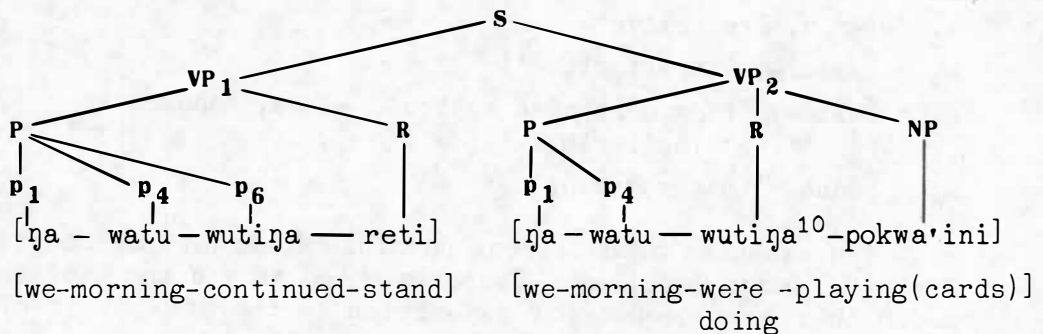 S
VP₁ VP₂
P R P R NP
p₁ p₄ p₆ p₁ p₄
[ŋa – watu – wutiŋa – reti] [ŋa – watu – wutiŋa¹⁰ – pokwa'ini]
[we-morning-continued-stand] [we-morning-were -playing(cards)]
doing